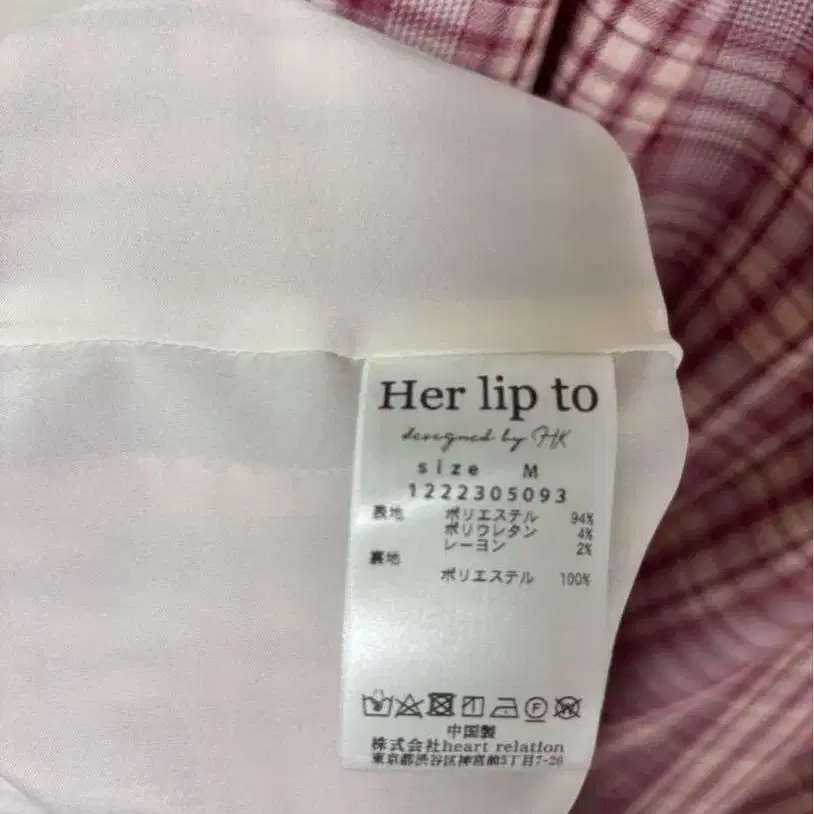 Her lip to
designed by HK
size M
1222305093
表地 ポリエステル 94%
ポリウレタン 4%
レーヨン 2%
裏地
ポリエステル 100%
F W
中国製
株式会社heart relation
東京都渋谷区神宮前5丁目7-20